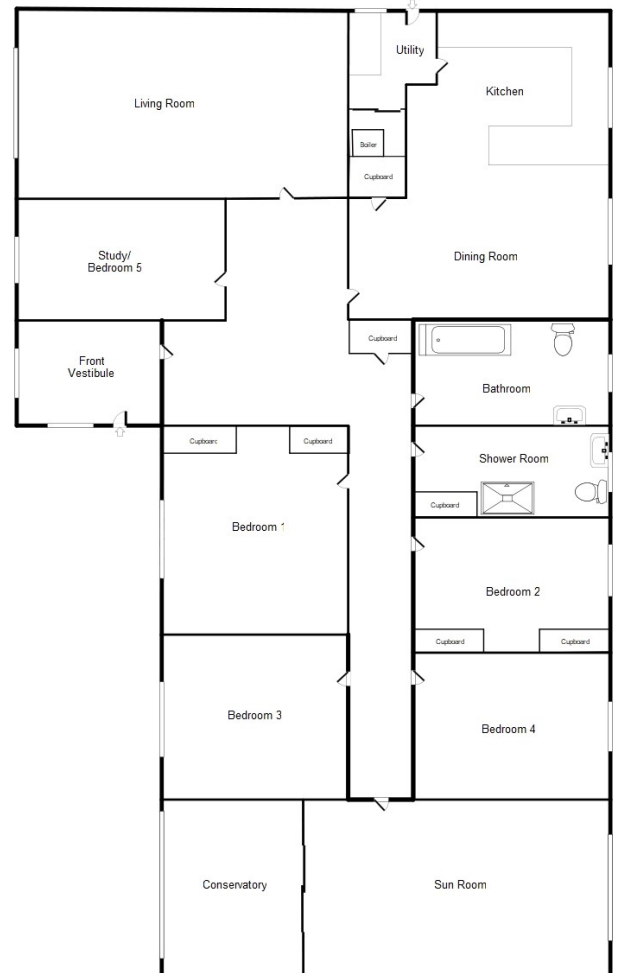 Utility
Living Room
Kitchen
Boiler
Cupboard
Study/
Bedroom 5
Dining Room
Cupboard
Front
Vestibule
Bathroom
Cupboard
Cupboard
Shower Room
Cupboard
Bedroom 1
Bedroom 2
Cupboard
Cupboard
Bedroom 3
Bedroom 4
Conservatory
Sun Room